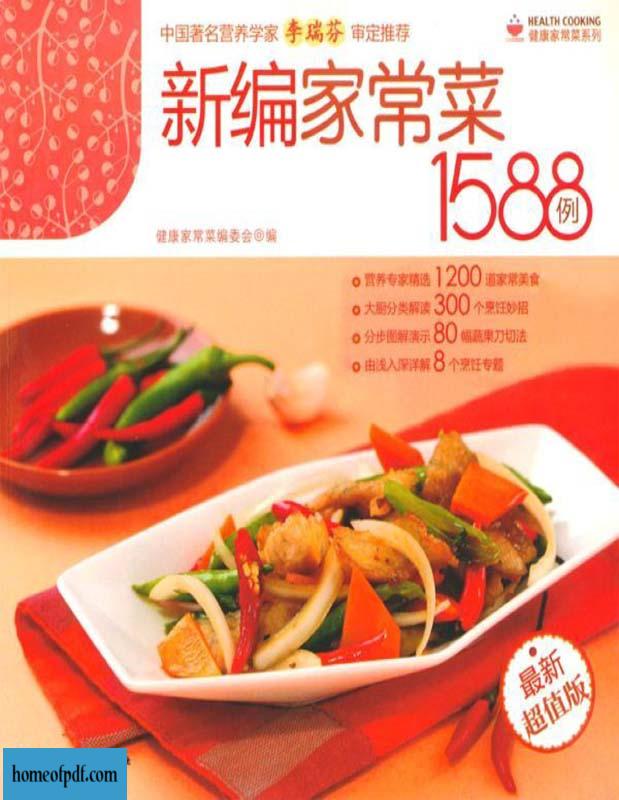 中国著名营养学家 李瑞芬 审定推荐
HEALTH COOKING
健康家常菜系列
新编家常菜
1588例
健康家常菜编委会◎编
营养专家精选 1200 道家常美食
大厨分类解读 300 个烹饪妙招
分步图解演示 80 幅蔬果刀切法
由浅入深详解 8 个烹饪专题
最新
超值版
homeofpdf.com